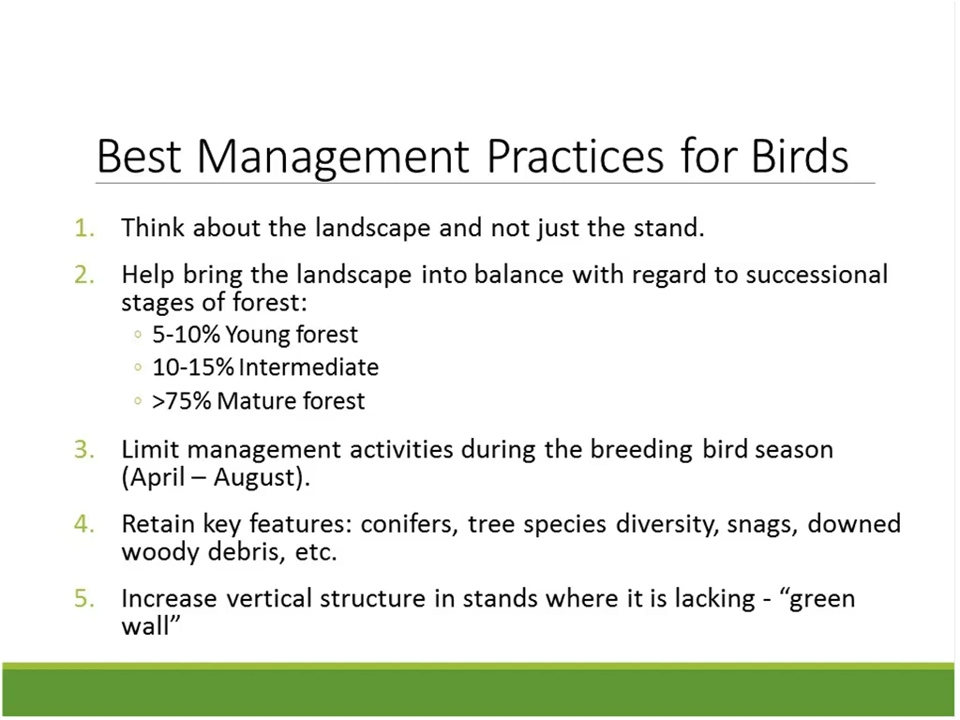 Best Management Practices for Birds
1. Think about the landscape and not just the stand.
2. Help bring the landscape into balance with regard to successional
stages of forest:
◦ 5-10% Young forest
◦ 10-15% Intermediate
◦ >75% Mature forest
3. Limit management activities during the breeding bird season
(April – August).
4. Retain key features: conifers, tree species diversity, snags, downed
woody debris, etc.
5. Increase vertical structure in stands where it is lacking - “green
wall”